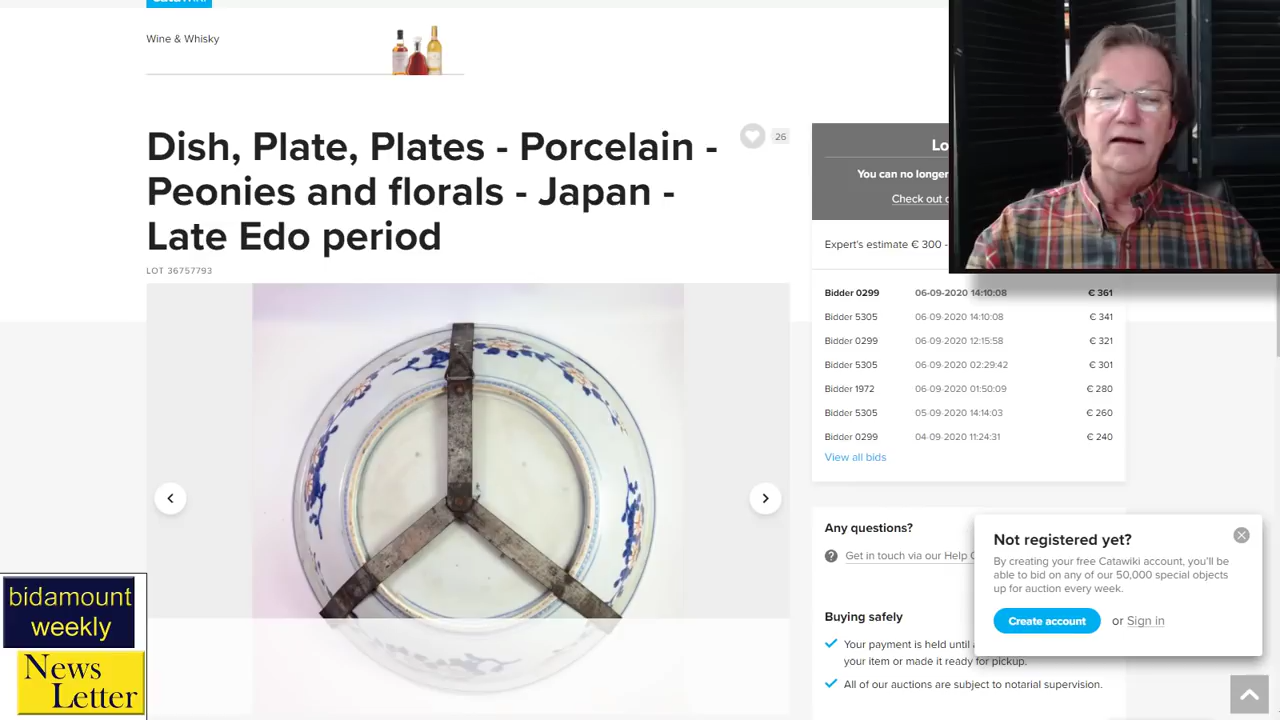 Wine & Whisky
Dish, Plate, Plates - Porcelain -
Peonies and florals - Japan -
Late Edo period
26
LOT 36757793
Lo
You can no longer
Check out
Expert's estimate € 300 -
Bidder 0299 06-09-2020 14:10:08 € 361
Bidder 5305 06-09-2020 14:10:08 € 341
Bidder 0299 06-09-2020 12:15:58 € 321
Bidder 5305 06-09-2020 02:29:42 € 301
Bidder 1972 06-09-2020 01:50:09 € 280
Bidder 5305 05-09-2020 14:14:03 € 260
Bidder 0299 04-09-2020 11:24:31 € 240
View all bids
Any questions?
Get in touch via our Help
Buying safely
Your payment is held until
your item or made it ready for pickup.
All of our auctions are subject to notarial supervision.
Not registered yet?
By creating your free Catawiki account, you'll be
able to bid on any of our 50,000 special objects
up for auction every week.
Create account or Sign in
bidamount
weekly
News
Letter